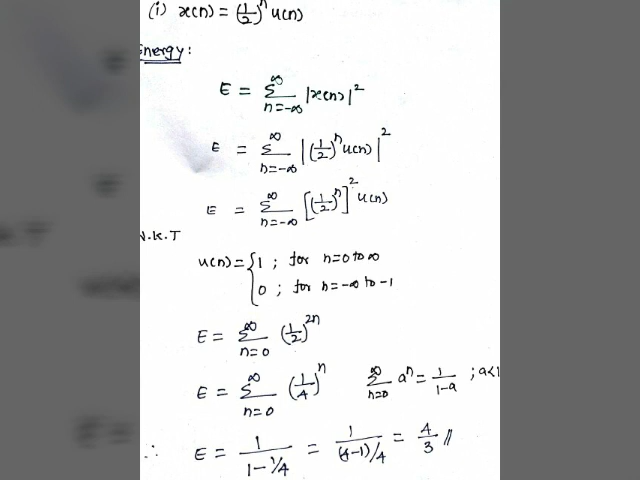 (i) x(n) = (1/2)^n u(n)
Energy:
E = Σ_{n=-∞}^{∞} |x(n)|^2
E = Σ_{n=-∞}^{∞} |(1/2)^n u(n)|^2
E = Σ_{n=-∞}^{∞} [(1/2)^n]^2 u(n)
W.K.T
u(n) = { 1 ; for n=0 to ∞
0 ; for n=-∞ to -1
E = Σ_{n=0}^{∞} (1/2)^{2n}
E = Σ_{n=0}^{∞} (1/4)^n Σ_{n=0}^{∞} a^n = 1/(1-a) ; a<1
∴ E = 1/(1-1/4) = 1/((4-1)/4) = 4/3 //